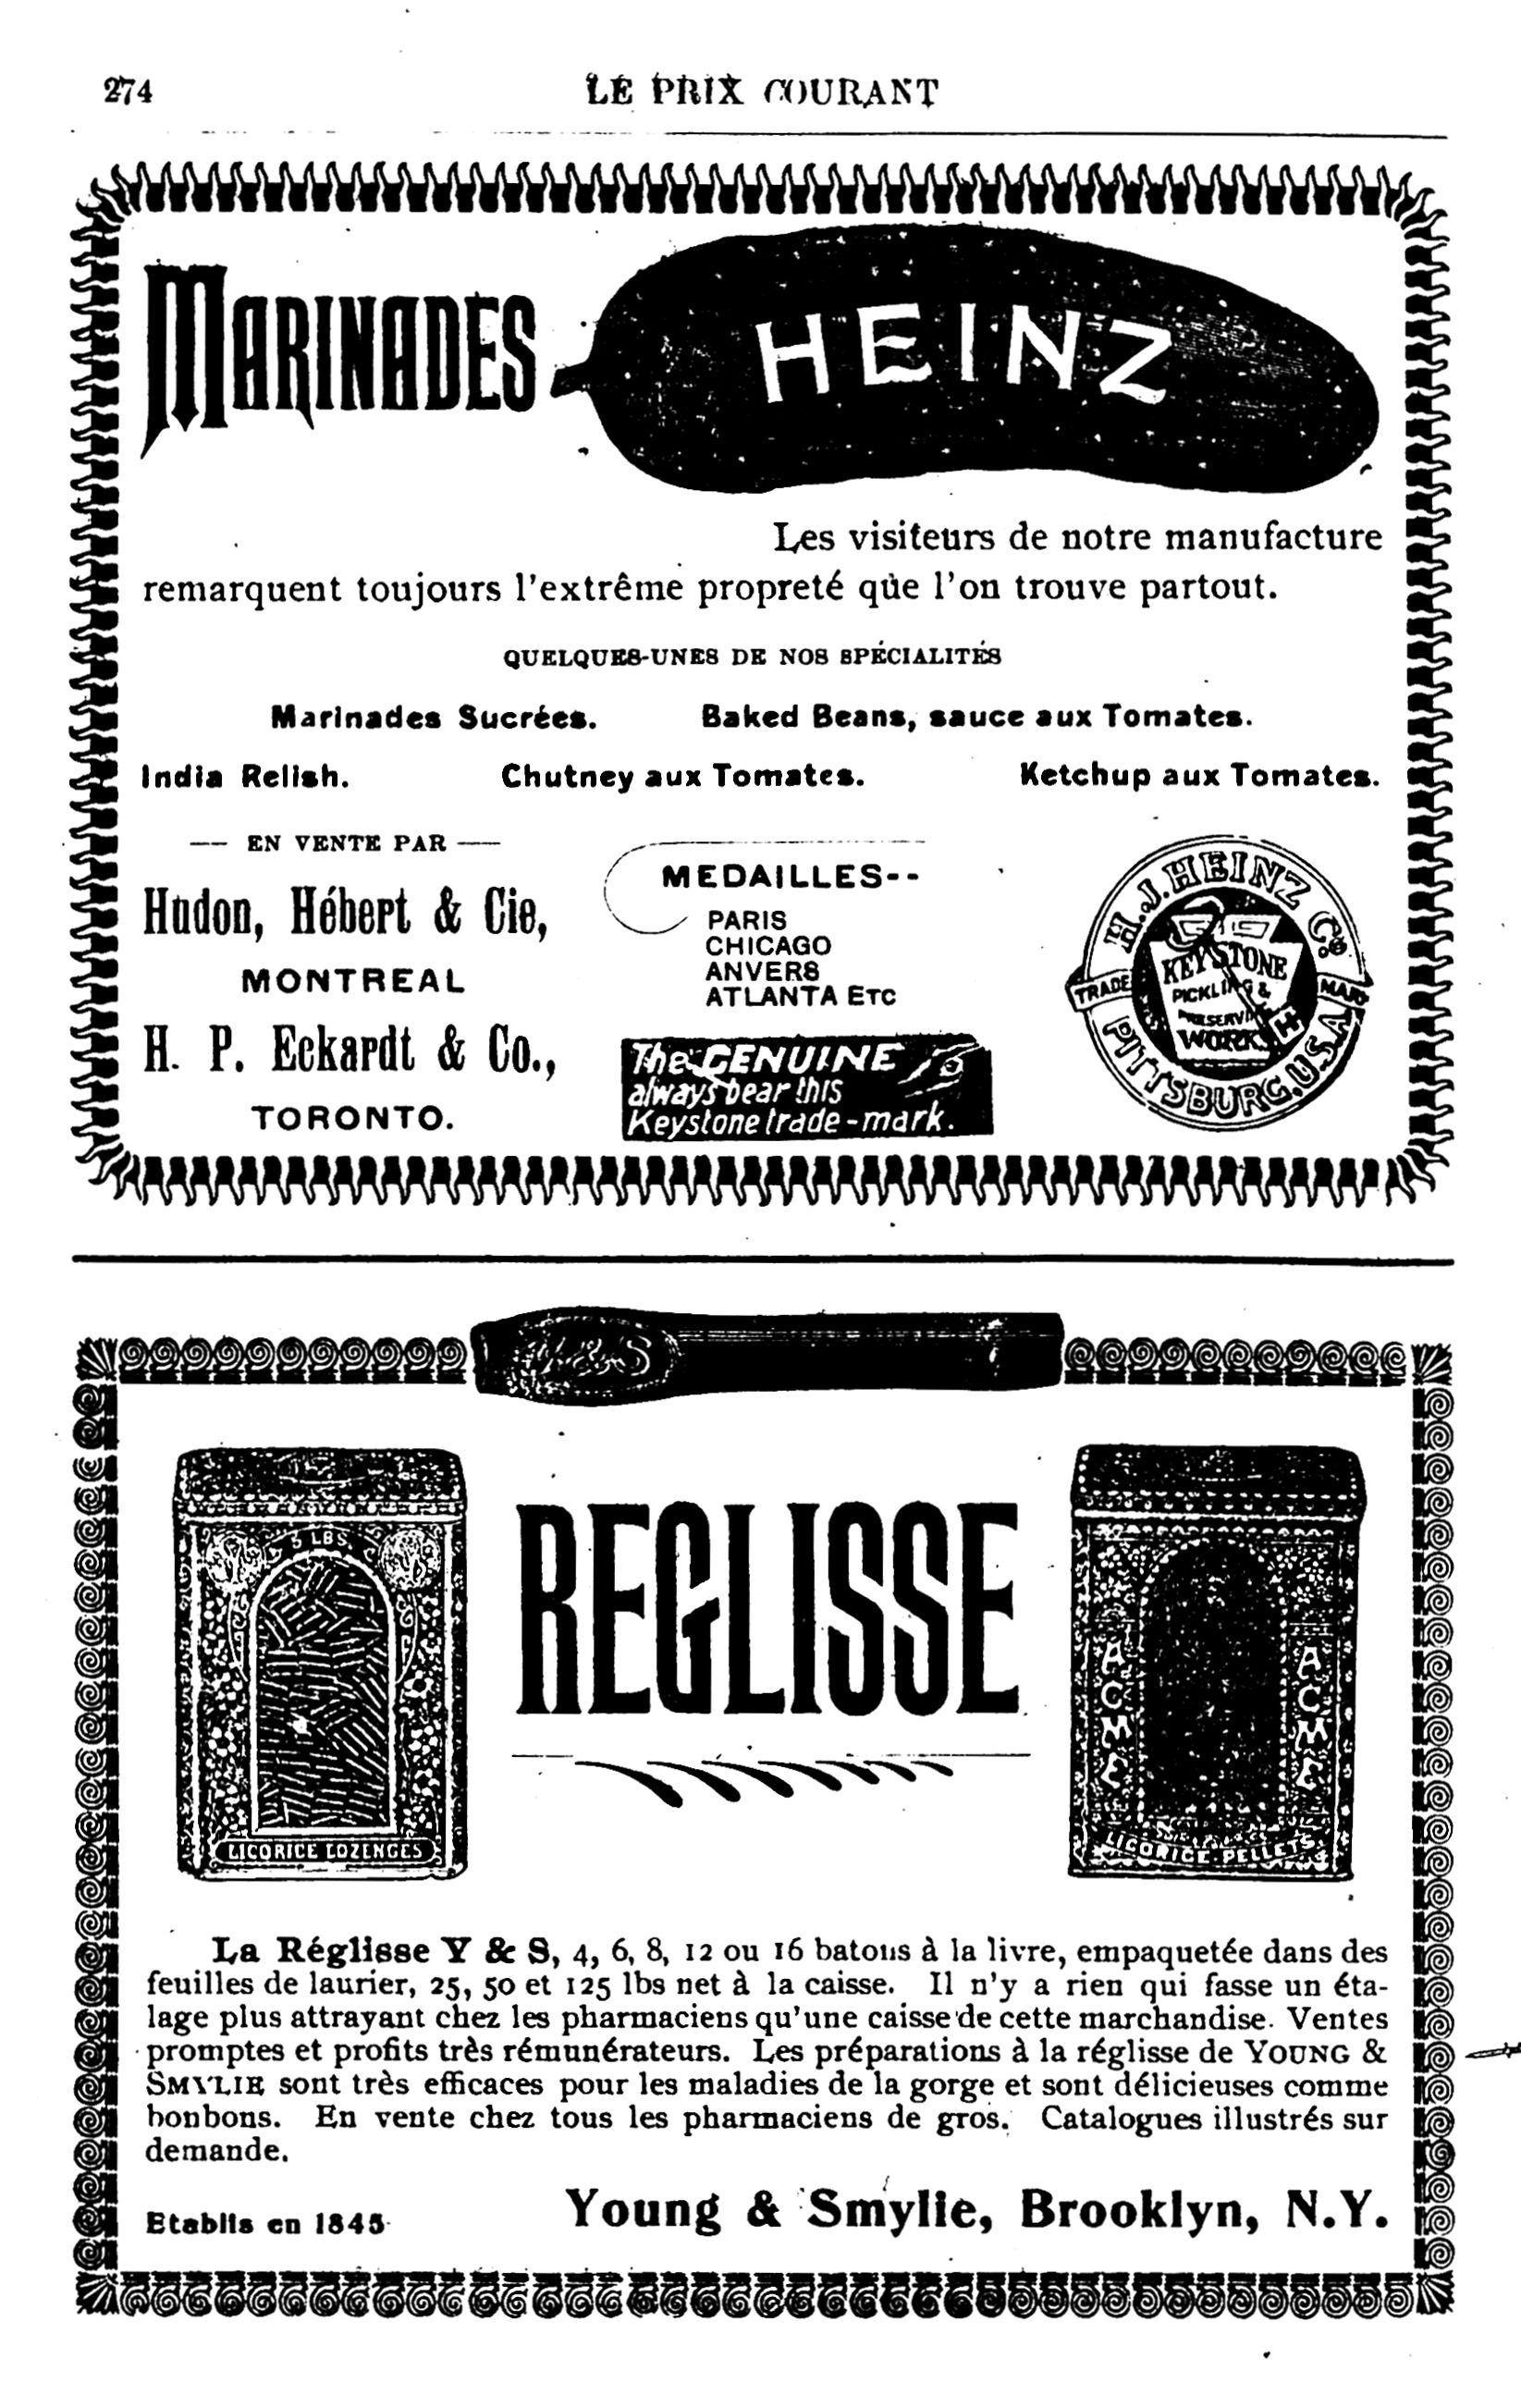 274
LE PRIX COURANT
MARINADES
HEINZ
Les visiteurs de notre manufacture
remarquent toujours l'extrême propreté que l'on trouve partout.
QUELQUES-UNES DE NOS SPÉCIALITÉS
Marinades Sucrées. Baked Beans, sauce aux Tomates.
India Relish. Chutney aux Tomates. Ketchup aux Tomates.
— EN VENTE PAR —
Hudon, Hébert & Cie,
MONTREAL
H. P. Eckardt & Co.,
TORONTO.
MEDAILLES--
PARIS
CHICAGO
ANVERS
ATLANTA ETC
The GENUINE
always bear this
Keystone trade-mark.
H.J. HEINZ Co.
KEYSTONE
PICKLING &
PRESERVING
WORKS
TRADE MARK
PITTSBURG, U.S.A.
Y&S
5 LBS.
LICORICE LOZENGES
REGLISSE
ACME
ACME
LICORICE PELLETS
La Réglisse Y & S, 4, 6, 8, 12 ou 16 batons à la livre, empaquetée dans des
feuilles de laurier, 25, 50 et 125 lbs net à la caisse. Il n'y a rien qui fasse un éta-
lage plus attrayant chez les pharmaciens qu'une caisse de cette marchandise. Ventes
promptes et profits très rémunérateurs. Les préparations à la réglisse de YOUNG &
SMYLIE sont très efficaces pour les maladies de la gorge et sont délicieuses comme
bonbons. En vente chez tous les pharmaciens de gros. Catalogues illustrés sur
demande.
Etablis en 1845
Young & Smylie, Brooklyn, N.Y.